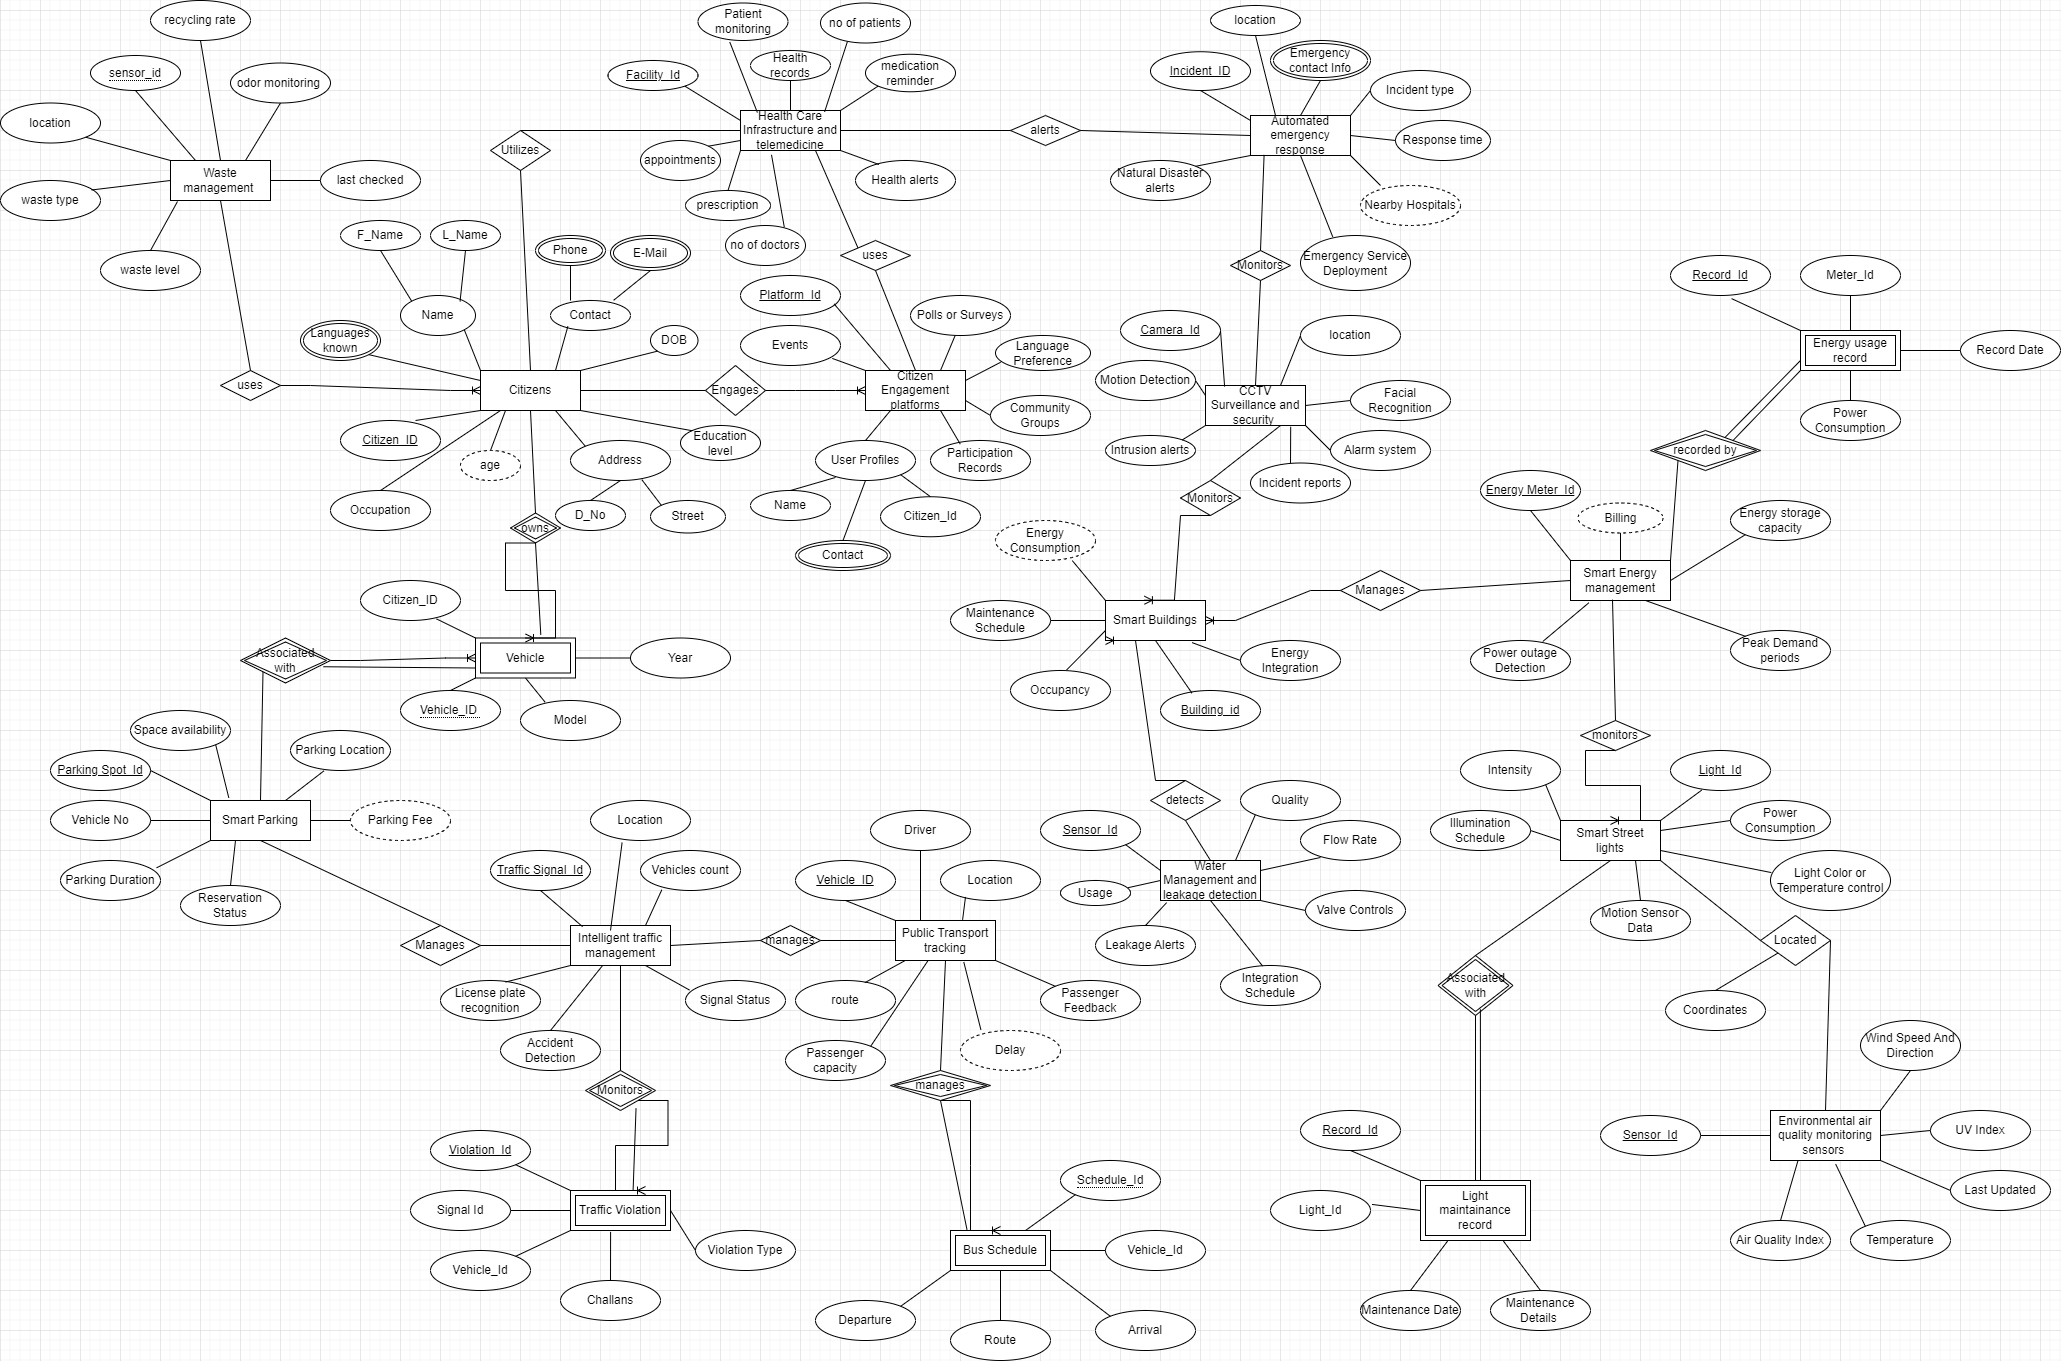 recycling rate
sensor_id
odor monitoring
location
Waste
management
last checked
waste type
waste level
uses
Utilizes
Patient
monitoring
no of patients
Health
records
medication
reminder
Facility_Id
Health Care
Infrastructure and
telemedicine
appointments
Health alerts
prescription
no of doctors
uses
alerts
location
Emergency
contact Info
Incident_ID
Incident type
Automated
emergency
response
Response time
Natural Disaster
alerts
Nearby Hospitals
Emergency Service
Deployment
Monitors
F_Name
L_Name
Name
Phone
E-Mail
Contact
Languages
known
DOB
Citizens
Citizen_ID
age
Address
Education
level
Occupation
D_No
Street
owns
Engages
Platform_Id
Polls or Surveys
Events
Language
Preference
Citizen
Engagement
platforms
Community
Groups
User Profiles
Participation
Records
Name
Citizen_Id
Contact
Camera_Id
location
Motion Detection
CCTV
Surveillance and
security
Facial
Recognition
Intrusion alerts
Alarm system
Incident reports
Monitors
Record_Id
Meter_Id
Energy usage
record
Record Date
Power
Consumption
recorded by
Energy Meter_Id
Billing
Energy storage
capacity
Smart Energy
management
Power outage
Detection
Peak Demand
periods
Manages
monitors
Energy
Consumption
Maintenance
Schedule
Smart Buildings
Energy
Integration
Occupancy
Building_id
detects
Citizen_ID
Associated
with
Vehicle
Year
Vehicle_ID
Model
Space availability
Parking Location
Parking Spot_Id
Vehicle No
Smart Parking
Parking Fee
Parking Duration
Reservation
Status
Manages
Location
Traffic Signal_Id
Vehicles count
Intelligent traffic
management
License plate
recognition
Signal Status
Accident
Detection
Monitors
manages
Driver
Vehicle_ID
Location
Public Transport
tracking
route
Passenger
Feedback
Passenger
capacity
Delay
manages
Sensor_Id
Quality
Flow Rate
Usage
Water
Management and
leakage detection
Valve Controls
Leakage Alerts
Integration
Schedule
Intensity
Light_Id
Illumination
Schedule
Smart Street
lights
Power
Consumption
Light Color or
Temperature control
Motion Sensor
Data
Located
Coordinates
Associated
with
Wind Speed And
Direction
Sensor_Id
Environmental air
quality monitoring
sensors
UV Index
Last Updated
Air Quality Index
Temperature
Record_Id
Light_Id
Light
maintainance
record
Maintenance Date
Maintenance
Details
Violation_Id
Signal Id
Traffic Violation
Vehicle_Id
Violation Type
Challans
Schedule_Id
Bus Schedule
Vehicle_Id
Departure
Route
Arrival